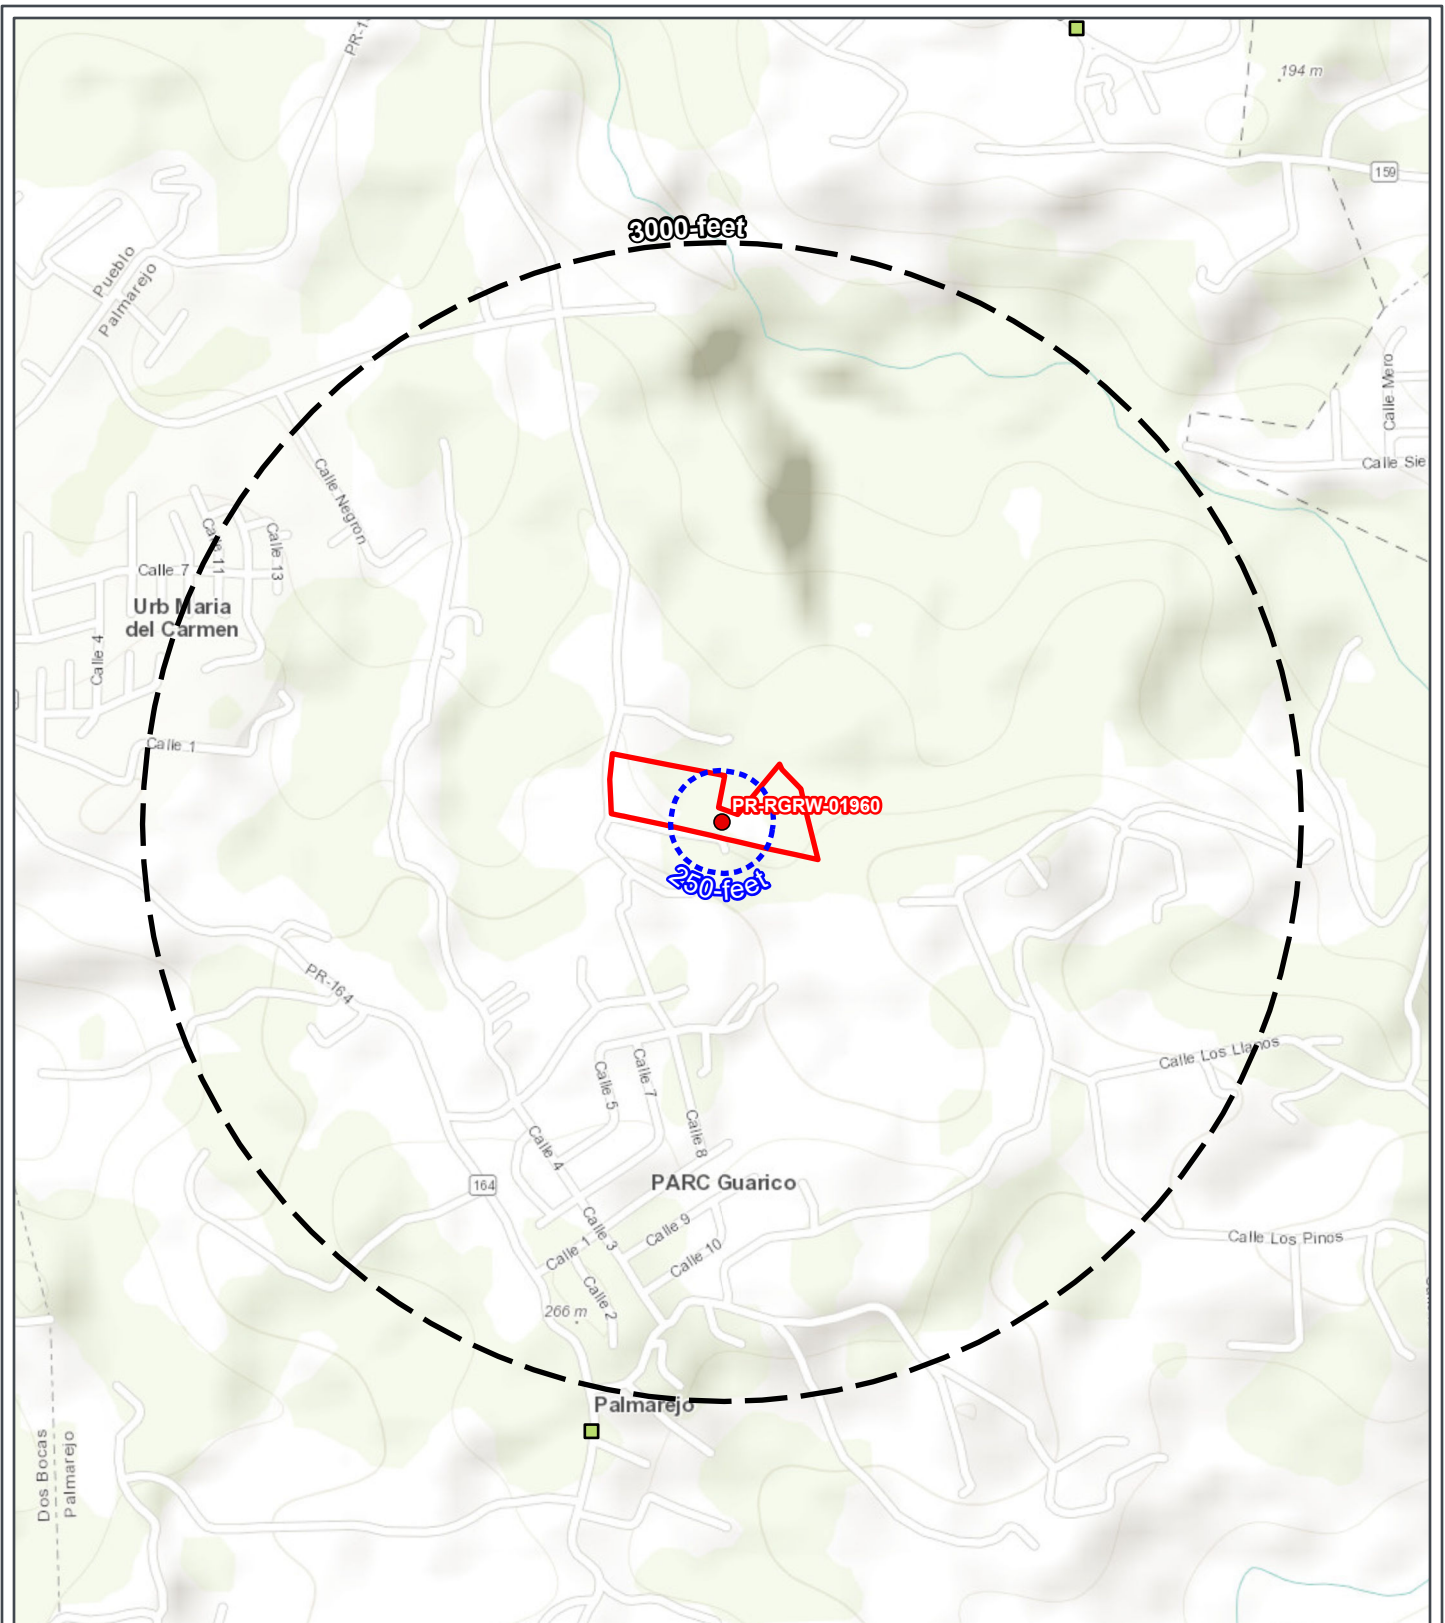 PR-1
194 m
159
3000-feet
Pueblo
Palmarejo
Calle Mero
Calle Sie
Calle Negron
Calle 11
Calle 13
Calle 7
Urb Maria
del Carmen
Calle 4
Calle 1
PR-RGRW-01960
250-feet
PR-164
Calle Los Llanos
Calle 5
Calle 7
Calle 8
Calle 4
164
PARC Guarico
Calle 3
Calle 9
Calle 1
Calle 10
Calle Los Pinos
Calle 2
266 m
Palmarejo
Dos Bocas
Palmarejo